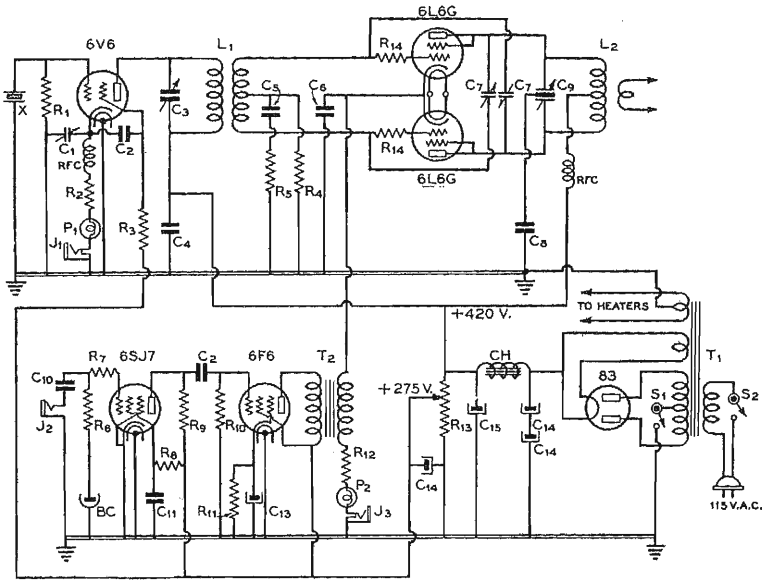 6V6
L1
6L6G
R14
L2
X
R1
C3
C5
C6
C7
C7
C9
C1
C2
RFC
R14
R2
R3
R5
R4
6L6G
RFC
P1
J1
C4
C8
TO HEATERS
+420 V.
R7
6SJ7
C2
6F6
T2
CH
83
T1
C10
+275 V.
S1
S2
J2
R6
R9
R10
R13
C15
C14
C14
R8
R12
P2
C14
BC
C11
R11
C13
J3
115 V.A.C.